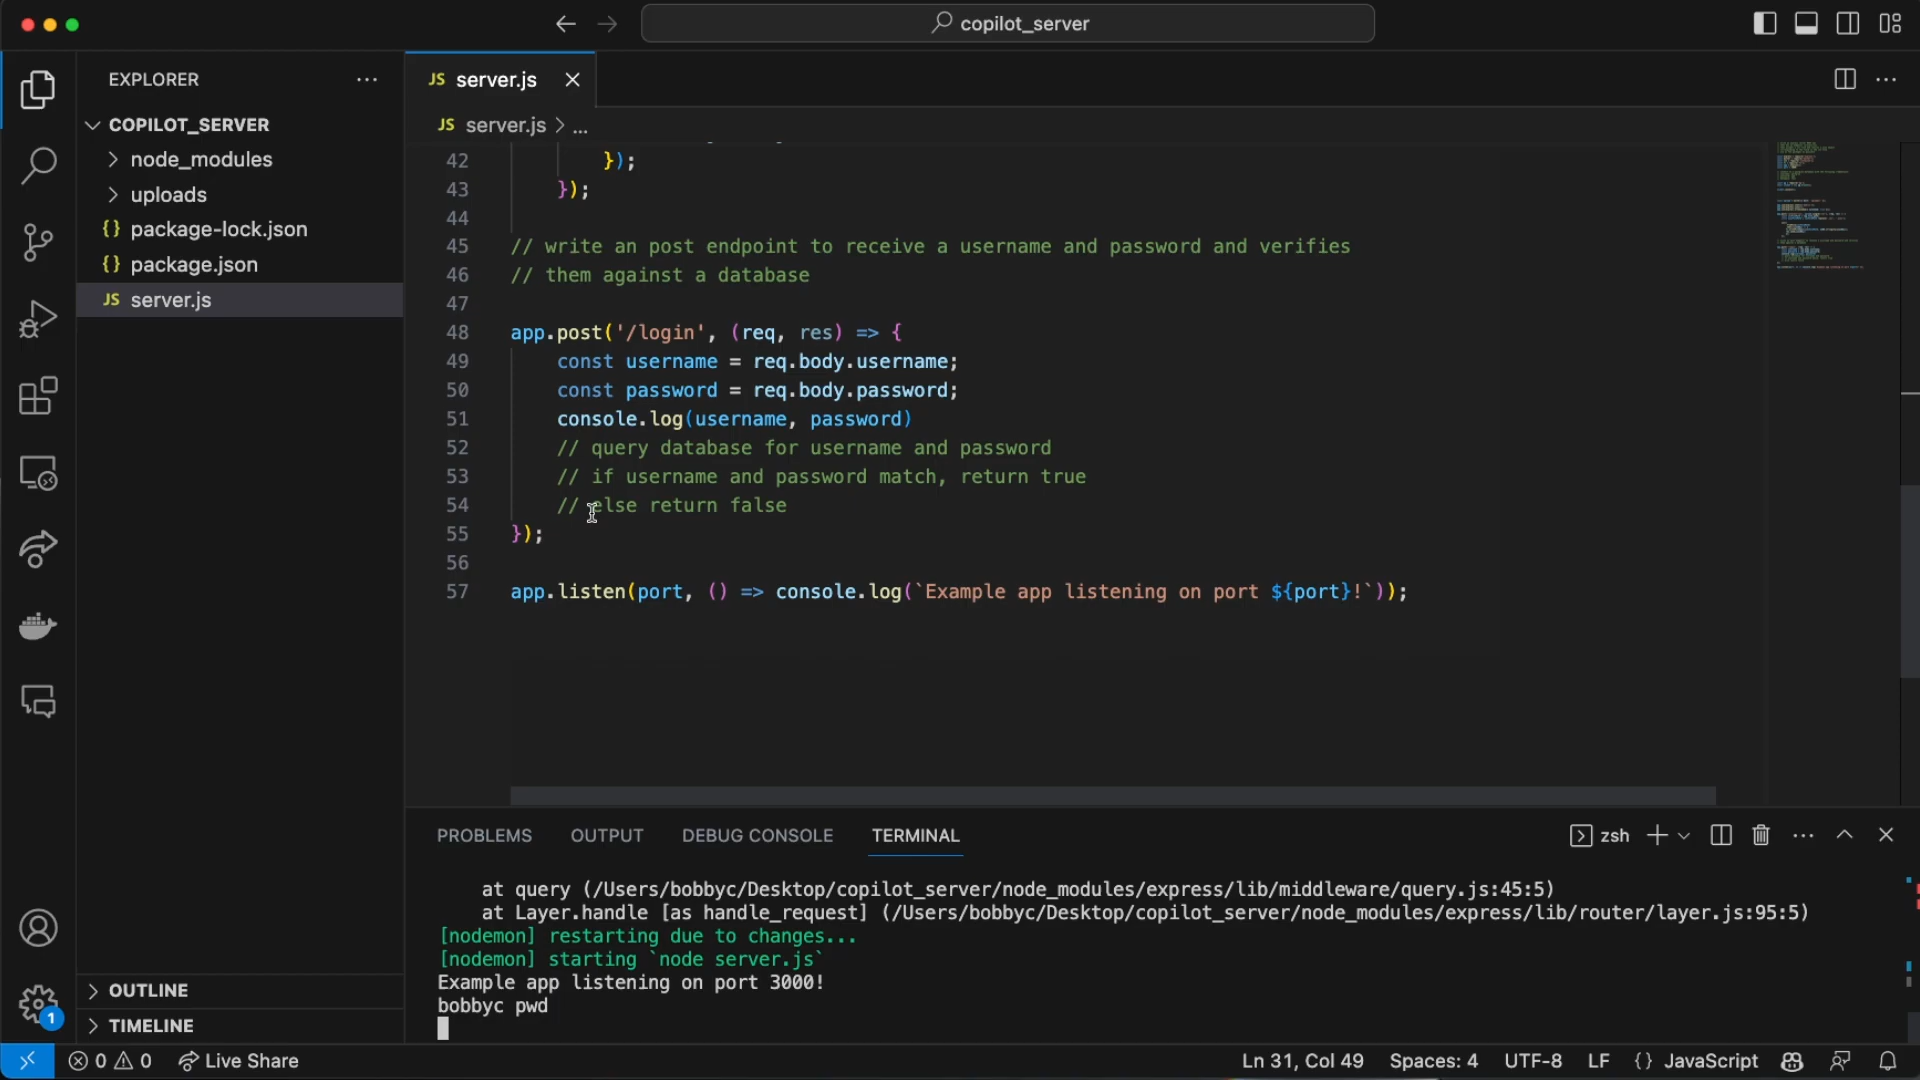 copilot_server
EXPLORER
COPILOT_SERVER
node_modules
uploads
{} package-lock.json
{} package.json
JS server.js
OUTLINE
TIMELINE
JS server.js
JS server.js > ...
42 });
43 });
44
45 // write an post endpoint to receive a username and password and verifies
46 // them against a database
47
48 app.post('/login', (req, res) => {
49 const username = req.body.username;
50 const password = req.body.password;
51 console.log(username, password)
52 // query database for username and password
53 // if username and password match, return true
54 // else return false
55 });
56
57 app.listen(port, () => console.log(`Example app listening on port ${port}!`));
PROBLEMS OUTPUT DEBUG CONSOLE TERMINAL zsh
at query (/Users/bobbyc/Desktop/copilot_server/node_modules/express/lib/middleware/query.js:45:5)
at Layer.handle [as handle_request] (/Users/bobbyc/Desktop/copilot_server/node_modules/express/lib/router/layer.js:95:5)
[nodemon] restarting due to changes...
[nodemon] starting `node server.js`
Example app listening on port 3000!
bobbyc pwd
1
0 0 Live Share Ln 31, Col 49 Spaces: 4 UTF-8 LF {} JavaScript